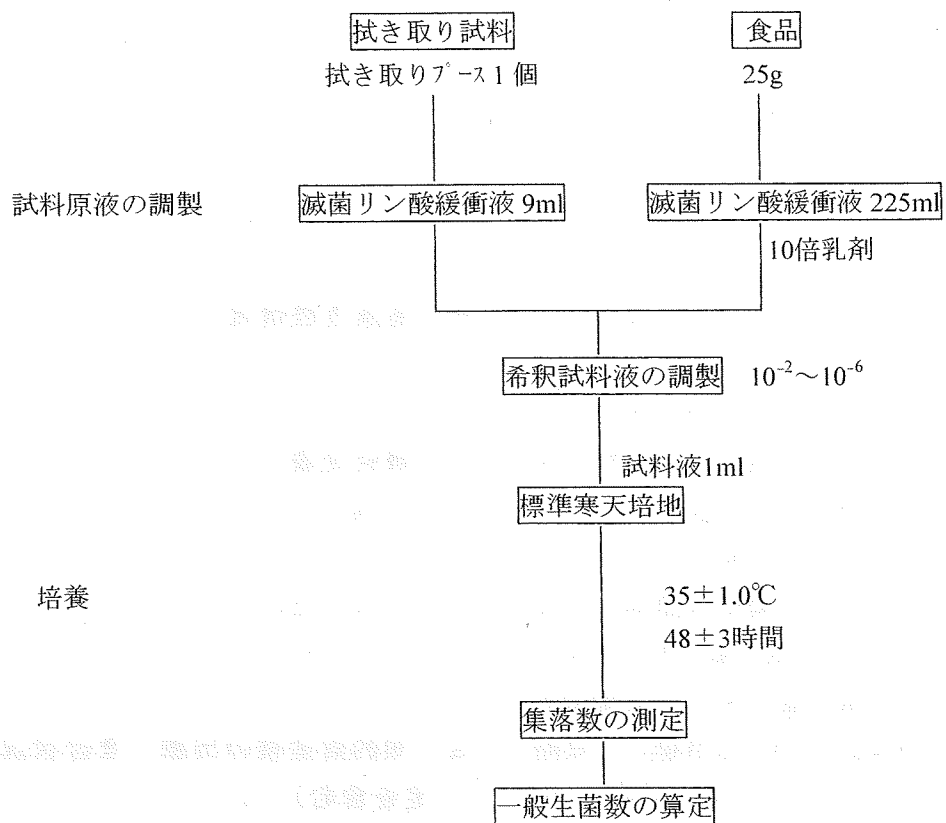 拭き取り試料
食品
拭き取りブース1個
25g
試料原液の調製
滅菌リン酸緩衝液 9ml
滅菌リン酸緩衝液 225ml
10倍乳剤
希釈試料液の調製
10⁻²～10⁻⁶
試料液1ml
標準寒天培地
培養
35±1.0℃
48±3時間
集落数の測定
一般生菌数の算定